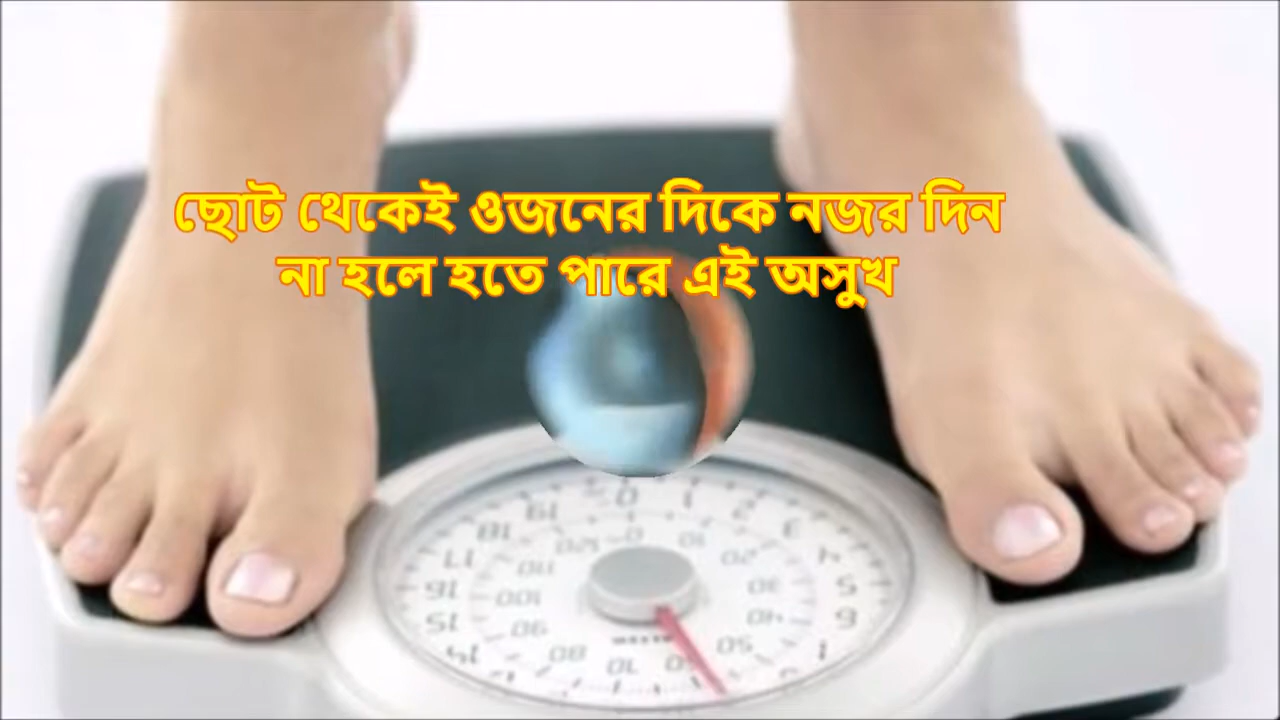 ছোট থেকেই ওজনের দিকে নজর দিন
না হলে হতে পারে এই অসুখ